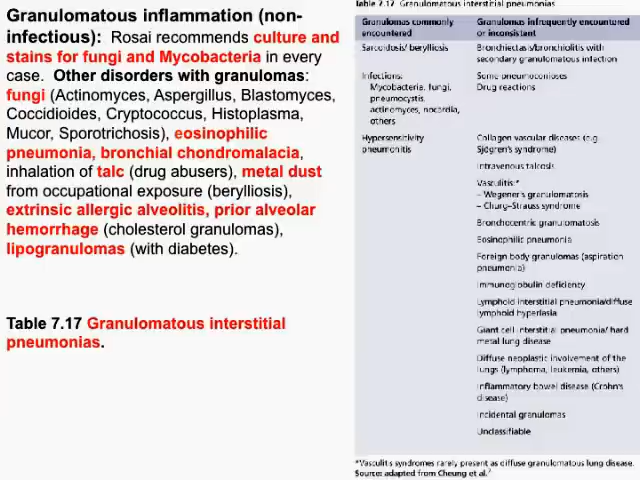 Granulomatous inflammation (non-
infectious): Rosai recommends culture and
stains for fungi and Mycobacteria in every
case. Other disorders with granulomas:
fungi (Actinomyces, Aspergillus, Blastomyces,
Coccidioides, Cryptococcus, Histoplasma,
Mucor, Sporotrichosis), eosinophilic
pneumonia, bronchial chondromalacia,
inhalation of talc (drug abusers), metal dust
from occupational exposure (berylliosis),
extrinsic allergic alveolitis, prior alveolar
hemorrhage (cholesterol granulomas),
lipogranulomas (with diabetes).
Table 7.17 Granulomatous interstitial
pneumonias.
Table 7.17 Granulomatous interstitial pneumonias
Granulomas commonly
encountered
Granulomas infrequently encountered
or inconsistent
Sarcoidosis/ berylliosis
Bronchiectasis/bronchiolitis with
secondary granulomatous infection
Infections:
Mycobacteria, fungi,
pneumocystis,
actinomyces, nocardia,
others
Some pneumoconioses
Drug reactions
Hypersensitivity
pneumonitis
Collagen vascular diseases (e.g.
Sjögren's syndrome)
Intravenous talcosis
Vasculitis:*
– Wegener's granulomatosis
– Churg–Strauss syndrome
Bronchocentric granulomatosis
Eosinophilic pneumonia
Foreign body granulomas (aspiration
pneumonia)
Immunoglobulin deficiency
Lymphoid interstitial pneumonia/diffuse
lymphoid hyperplasia
Giant cell interstitial pneumonia/ hard
metal lung disease
Diffuse neoplastic involvement of the
lungs (lymphoma, leukemia, others)
Inflammatory bowel disease (Crohn's
disease)
Incidental granulomas
Unclassifiable
*Vasculitis syndromes rarely present as diffuse granulomatous lung disease.
Source: adapted from Cheung et al.7